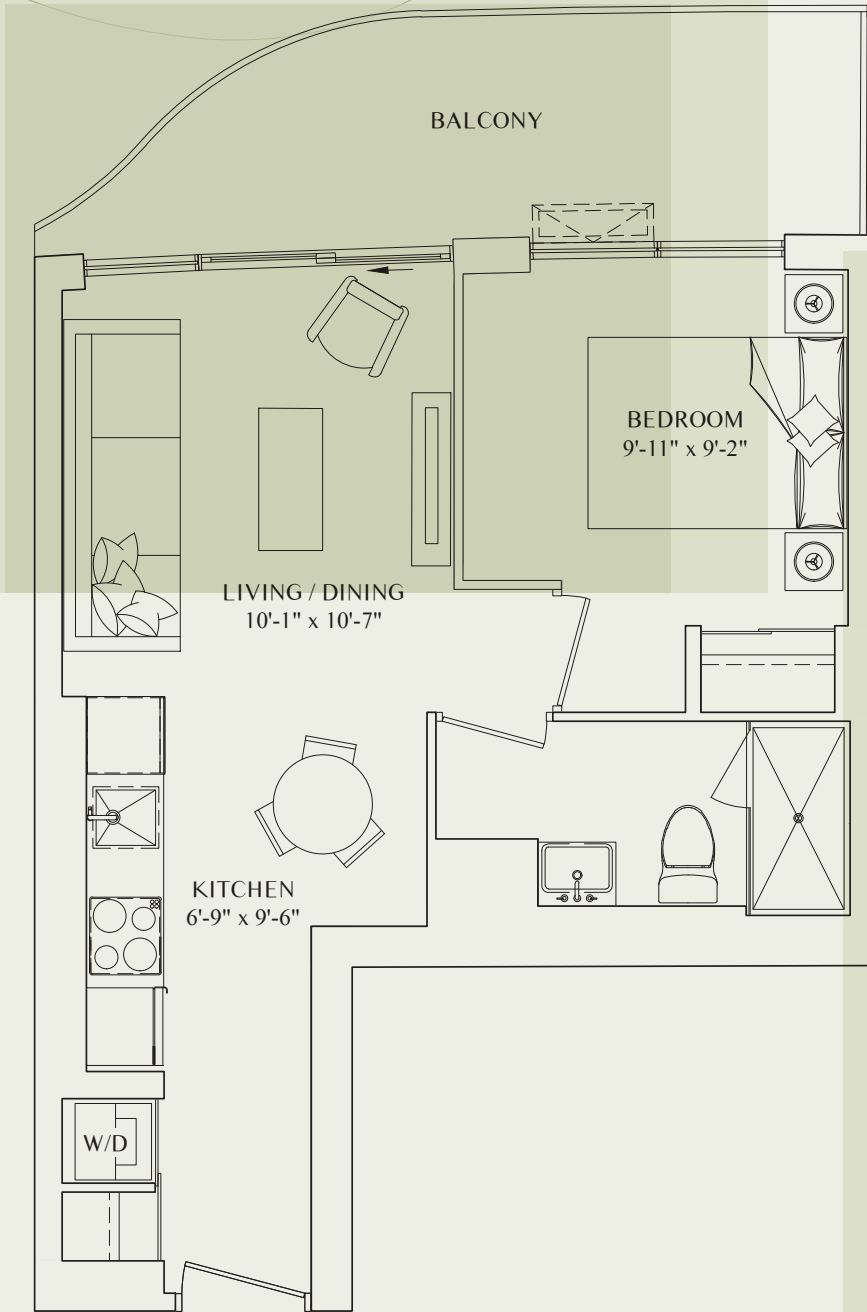 BALCONY
BEDROOM
9'-11" x 9'-2"
LIVING / DINING
10'-1" x 10'-7"
KITCHEN
6'-9" x 9'-6"
W/D